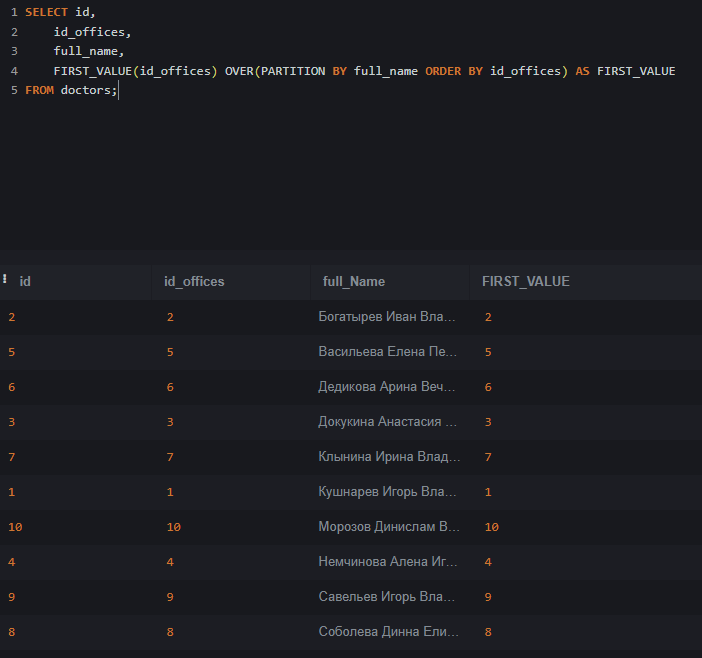 1 SELECT id,
2 id_offices,
3 full_name,
4 FIRST_VALUE(id_offices) OVER(PARTITION BY full_name ORDER BY id_offices) AS FIRST_VALUE
5 FROM doctors;
id id_offices full_Name FIRST_VALUE
2 2 Богатырев Иван Вла... 2
5 5 Васильева Елена Пе... 5
6 6 Дедикова Арина Веч... 6
3 3 Докукина Анастасия ... 3
7 7 Клынина Ирина Влад... 7
1 1 Кушнарев Игорь Вла... 1
10 10 Морозов Динислам В... 10
4 4 Немчинова Алена Иг... 4
9 9 Савельев Игорь Вла... 9
8 8 Соболева Динна Ели... 8